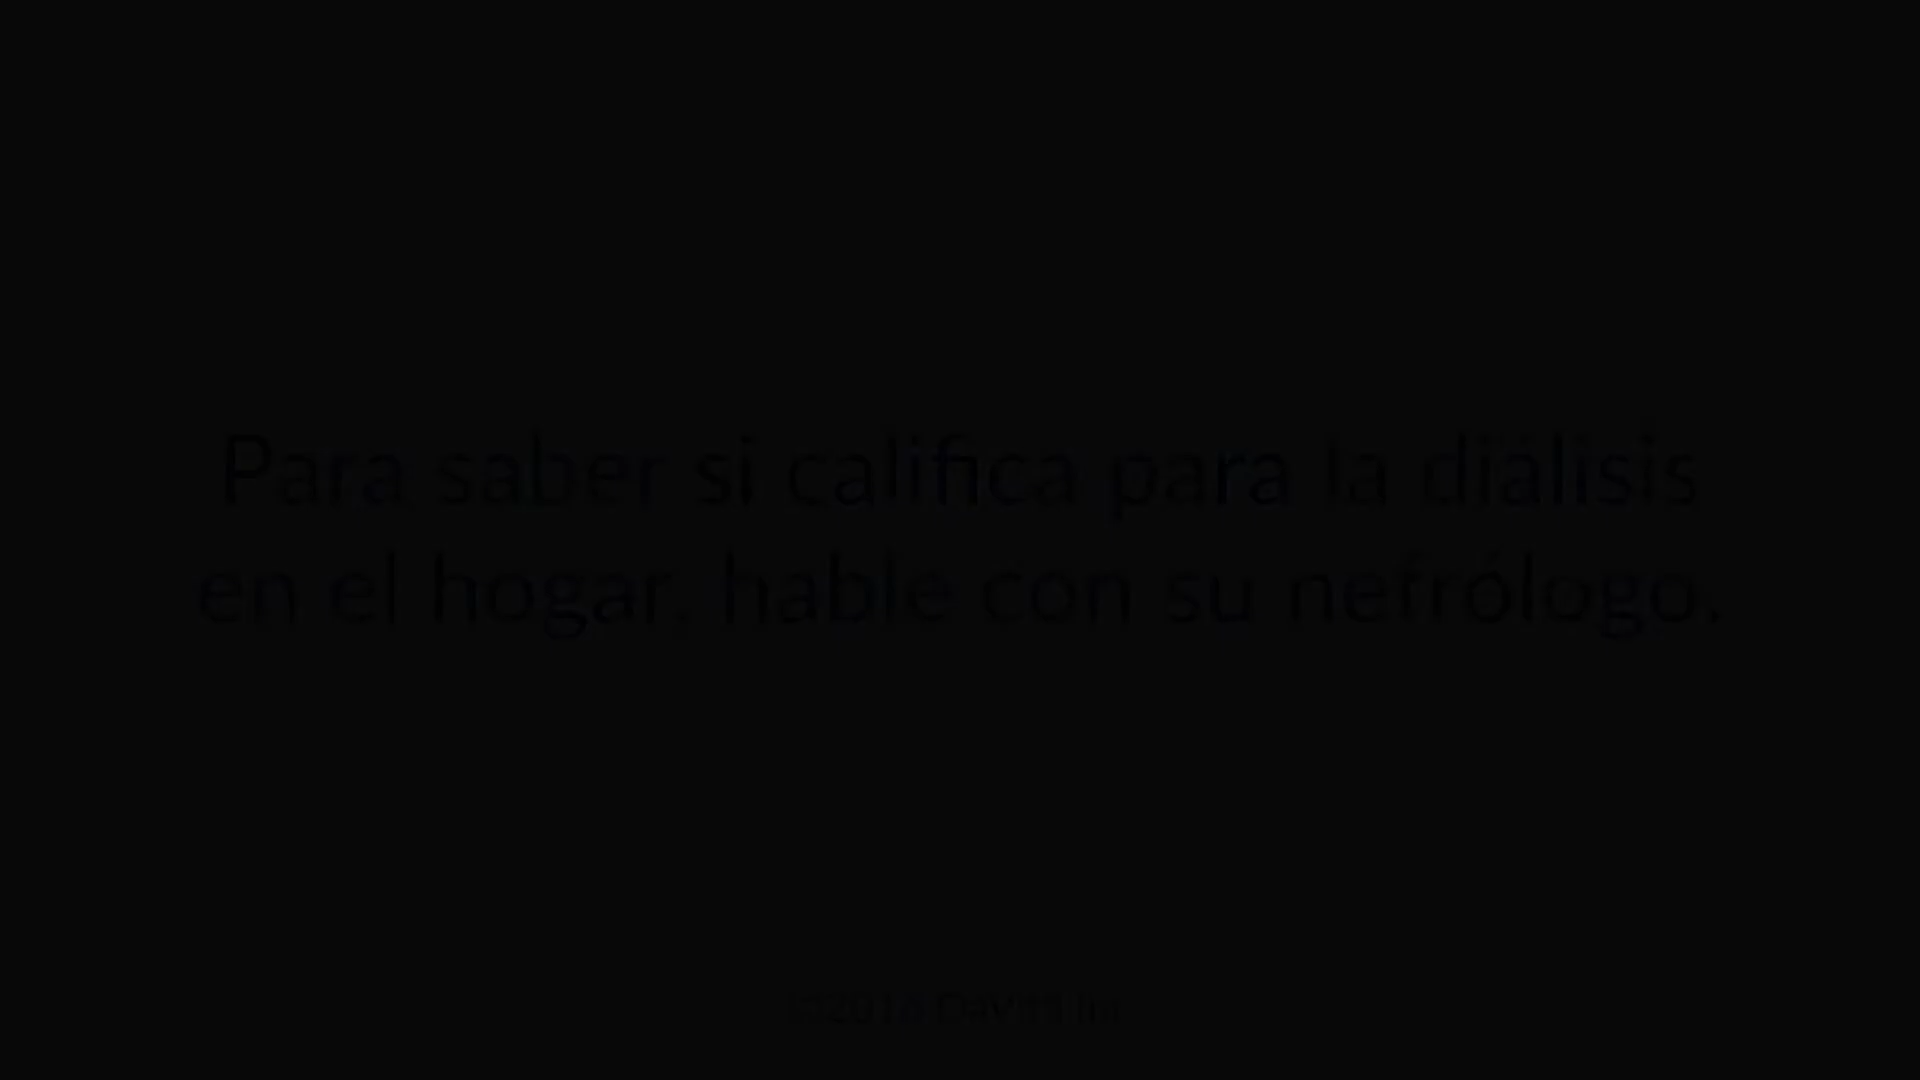 Para saber si califica para la diálisis
en el hogar, hable con su nefrólogo.